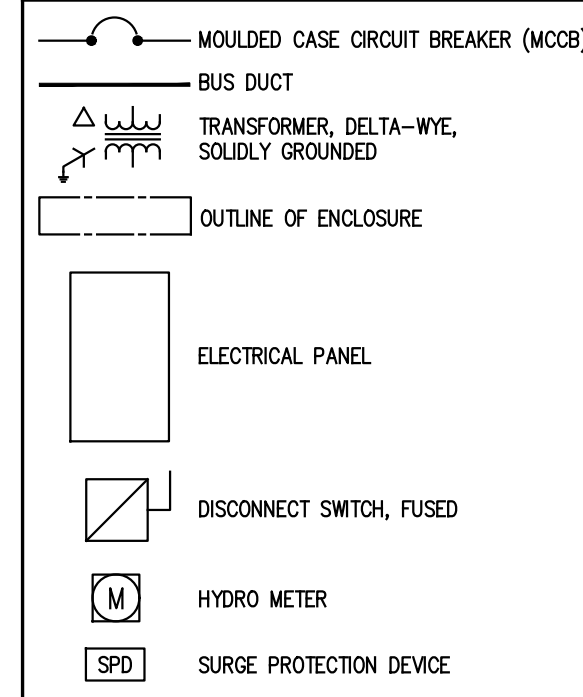 MOULDED CASE CIRCUIT BREAKER (MCCB)
BUS DUCT
TRANSFORMER, DELTA-WYE,
SOLIDLY GROUNDED
OUTLINE OF ENCLOSURE
ELECTRICAL PANEL
DISCONNECT SWITCH, FUSED
M HYDRO METER
SPD SURGE PROTECTION DEVICE